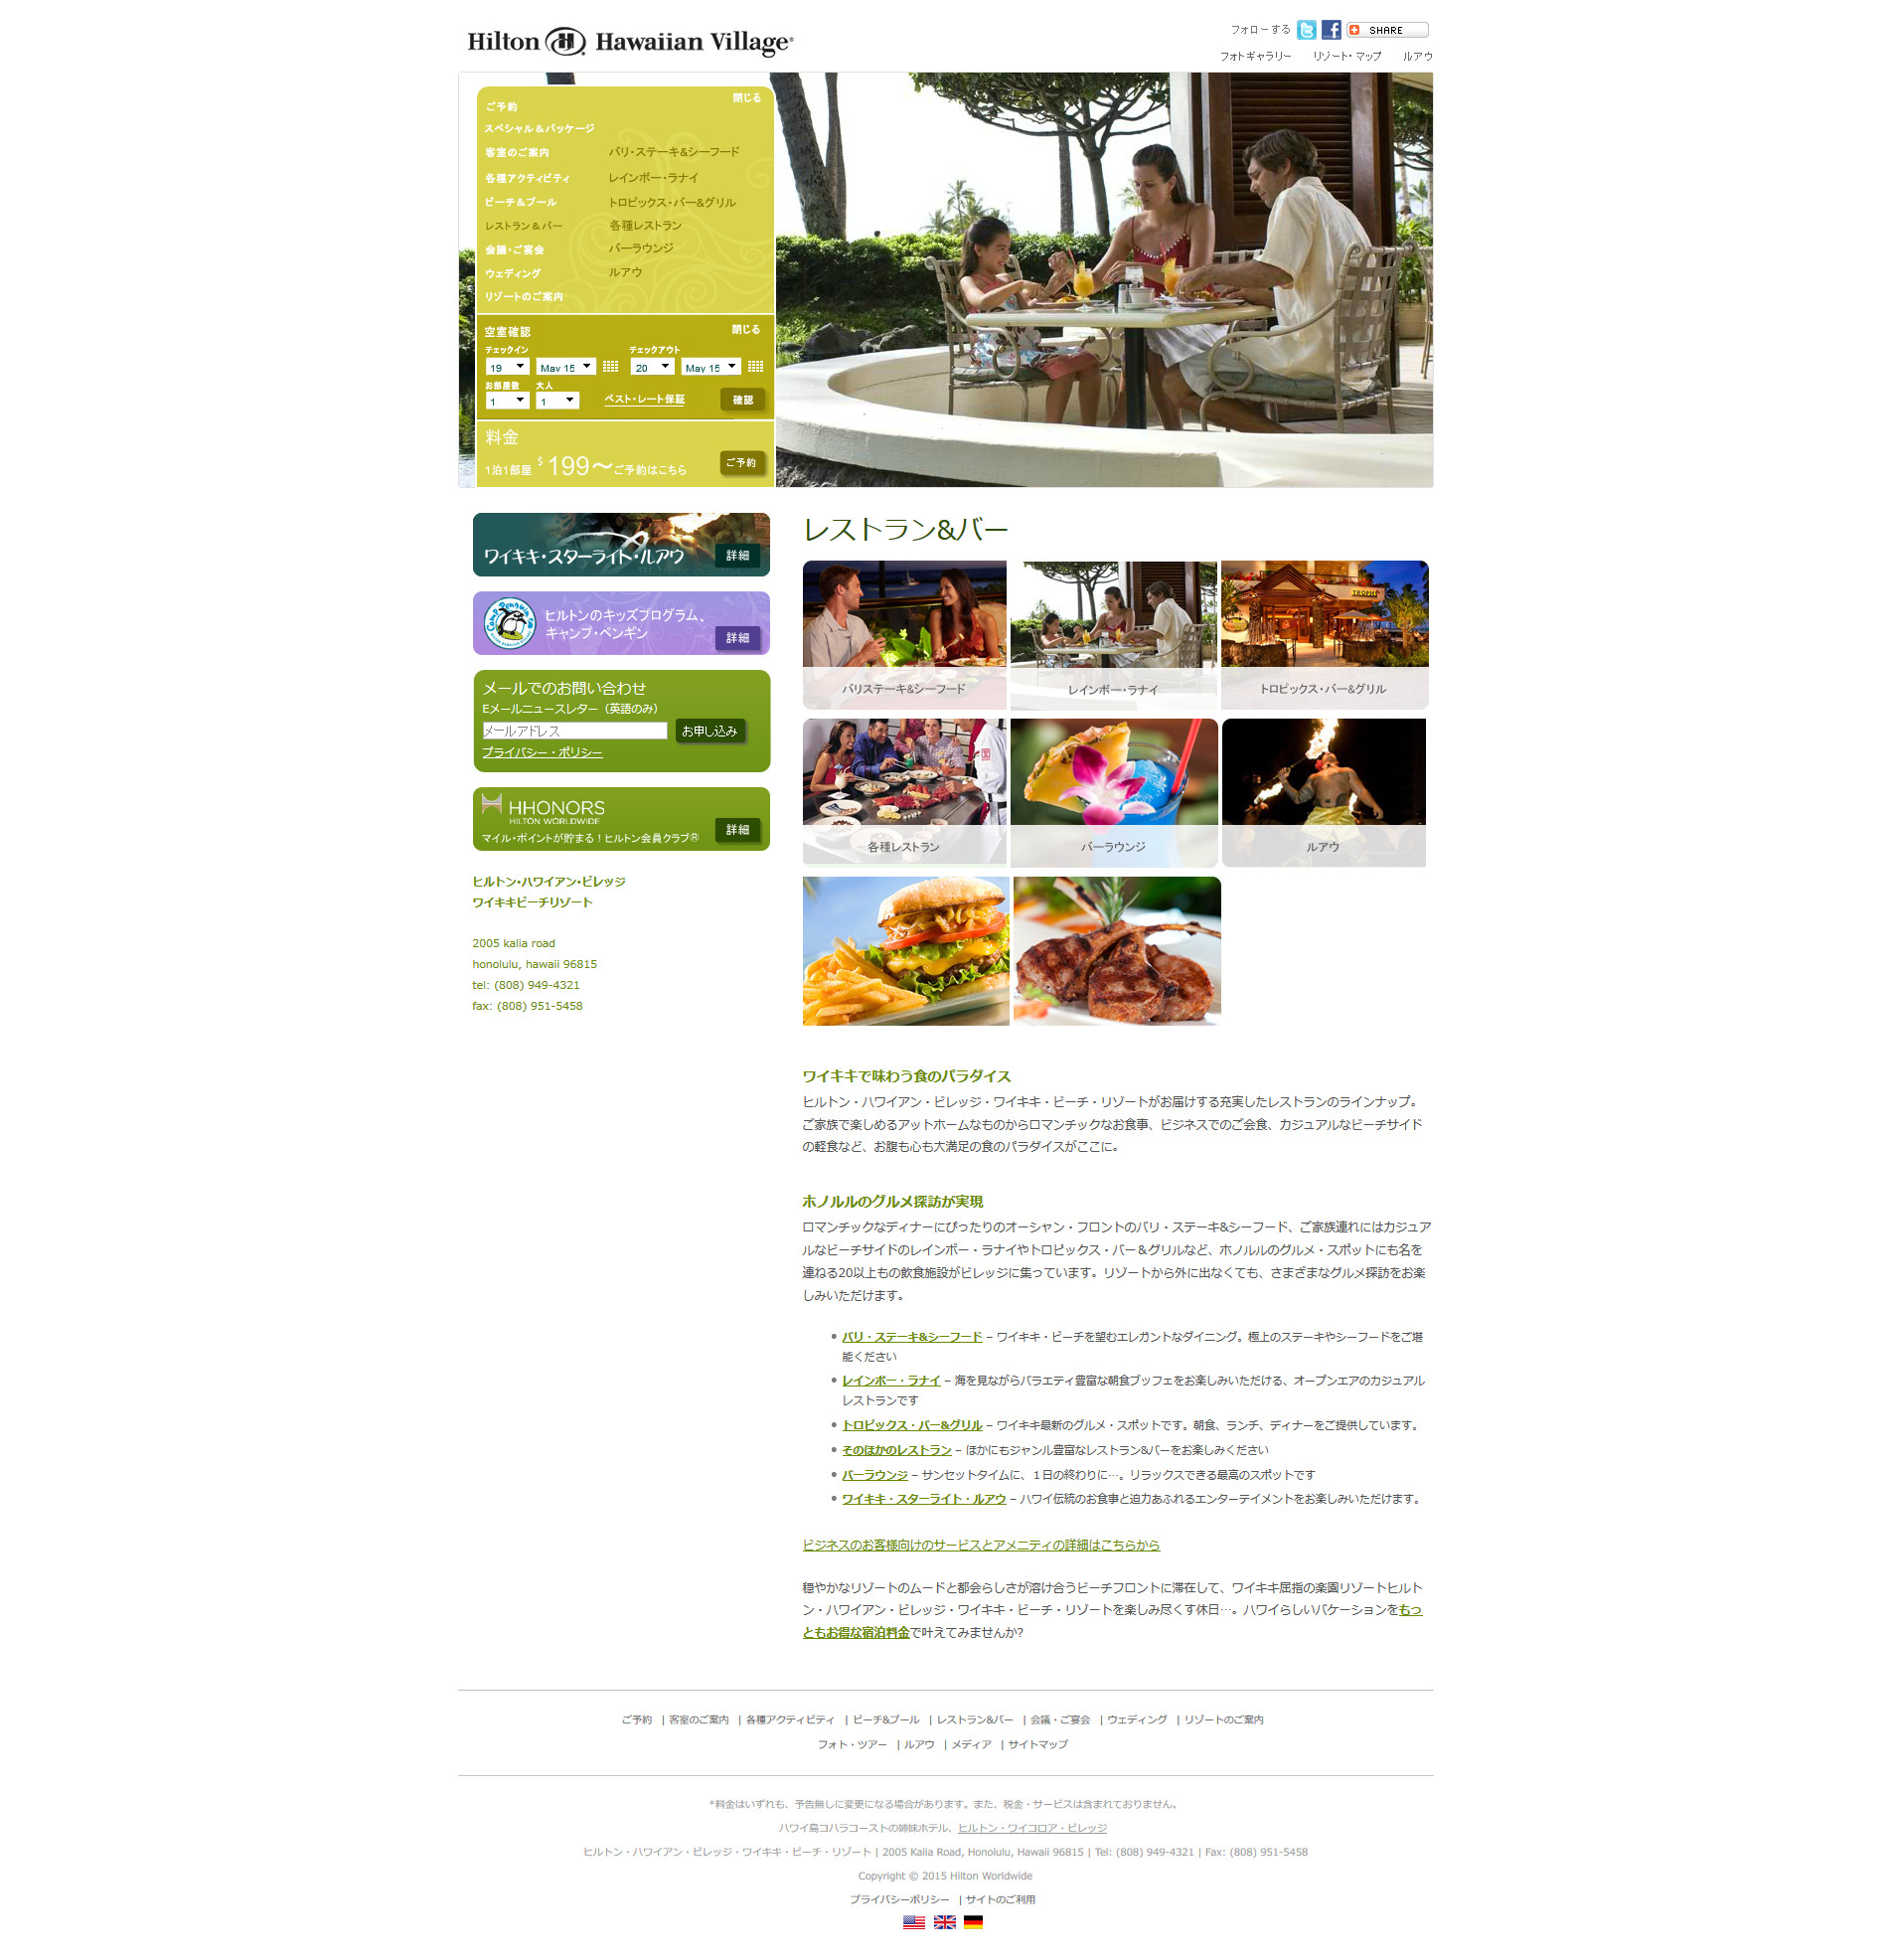 Hilton H Hawaiian Village
フォローする SHARE
フォトギャラリー リゾート・マップ ルアウ
閉じる
ご予約
スペシャル&パッケージ
客室のご案内 バリ・ステーキ&シーフード
各種アクティビティ レインボー・ラナイ
ビーチ&プール トロピックス・バー&グリル
レストラン&バー 各種レストラン
会議・ご宴会 バーラウンジ
ウェディング ルアウ
リゾートのご案内
空室確認 閉じる
チェックイン チェックアウト
19 May 15 20 May 15
お部屋数 大人
1 1 ベスト・レート保証 確認
料金
1泊1部屋 $199〜ご予約はこちら ご予約
ワイキキ・スターライト・ルアウ 詳細
ヒルトンのキッズプログラム、
キャンプ・ペンギン 詳細
メールでのお問い合わせ
Eメールニュースレター（英語のみ）
メールアドレス お申し込み
プライバシー・ポリシー
HHONORS
HILTON WORLDWIDE
マイル・ポイントが貯まる！ヒルトン会員クラブ® 詳細
ヒルトン・ハワイアン・ビレッジ
ワイキキビーチリゾート
2005 kalia road
honolulu, hawaii 96815
tel: (808) 949-4321
fax: (808) 951-5458
レストラン&バー
バリステーキ&シーフード レインボー・ラナイ トロピックス・バー&グリル
各種レストラン バーラウンジ ルアウ
ワイキキで味わう食のパラダイス
ヒルトン・ハワイアン・ビレッジ・ワイキキ・ビーチ・リゾートがお届けする充実したレストランのラインナップ。
ご家族で楽しめるアットホームなものからロマンチックなお食事、ビジネスでのご会食、カジュアルなビーチサイド
の軽食など、お腹も心も大満足の食のパラダイスがここに。
ホノルルのグルメ探訪が実現
ロマンチックなディナーにぴったりのオーシャン・フロントのバリ・ステーキ&シーフード、ご家族連れにはカジュア
ルなビーチサイドのレインボー・ラナイやトロピックス・バー＆グリルなど、ホノルルのグルメ・スポットにも名を
連ねる20以上もの飲食施設がビレッジに集っています。リゾートから外に出なくても、さまざまなグルメ探訪をお楽
しみいただけます。
• バリ・ステーキ&シーフード – ワイキキ・ビーチを望むエレガントなダイニング。極上のステーキやシーフードをご堪
能ください
• レインボー・ラナイ – 海を見ながらバラエティ豊富な朝食ブッフェをお楽しみいただける、オープンエアのカジュアル
レストランです
• トロピックス・バー&グリル – ワイキキ最新のグルメ・スポットです。朝食、ランチ、ディナーをご提供しています。
• そのほかのレストラン – ほかにもジャンル豊富なレストラン&バーをお楽しみください
• バーラウンジ – サンセットタイムに、１日の終わりに…。リラックスできる最高のスポットです
• ワイキキ・スターライト・ルアウ – ハワイ伝統のお食事と迫力あふれるエンターテイメントをお楽しみいただけます。
ビジネスのお客様向けのサービスとアメニティの詳細はこちらから
穏やかなリゾートのムードと都会らしさが溶け合うビーチフロントに滞在して、ワイキキ屈指の楽園リゾートヒルト
ン・ハワイアン・ビレッジ・ワイキキ・ビーチ・リゾートを楽しみ尽くす休日…。ハワイらしいバケーションをもっ
ともお得な宿泊料金で叶えてみませんか?
ご予約 | 客室のご案内 | 各種アクティビティ | ビーチ&プール | レストラン&バー | 会議・ご宴会 | ウェディング | リゾートのご案内
フォト・ツアー | ルアウ | メディア | サイトマップ
*料金はいずれも、予告無しに変更になる場合があります。また、税金・サービスは含まれておりません。
ハワイ島コハラコーストの姉妹ホテル、ヒルトン・ワイコロア・ビレッジ
ヒルトン・ハワイアン・ビレッジ・ワイキキ・ビーチ・リゾート | 2005 Kalia Road, Honolulu, Hawaii 96815 | Tel: (808) 949-4321 | Fax: (808) 951-5458
Copyright © 2015 Hilton Worldwide
プライバシーポリシー | サイトのご利用